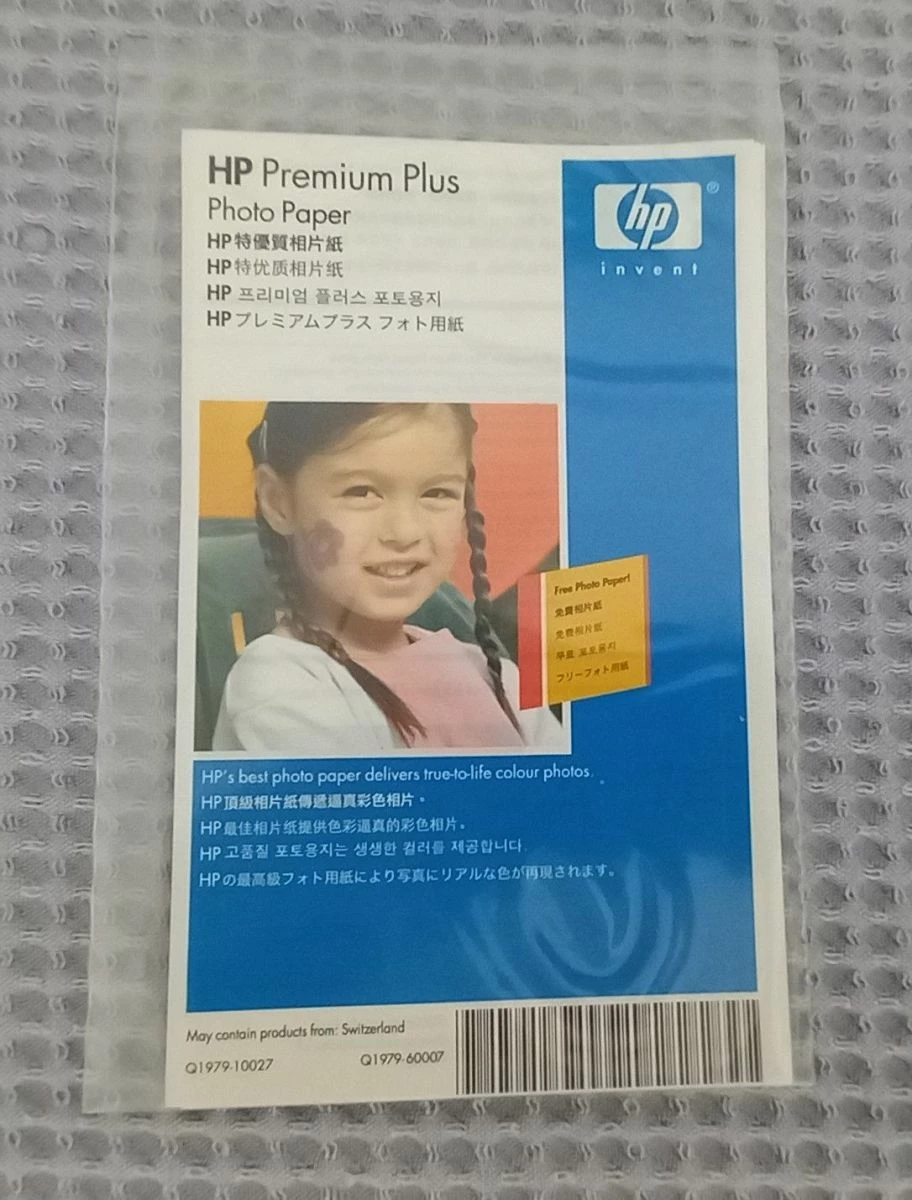 HP Premium Plus
Photo Paper
HP特優質相片紙
HP特优质相片纸
HP 프리미엄 플러스 포토용지
HPプレミアムプラス フォト用紙
hp®
invent
Free Photo Paper!
免費相片紙
免费相片纸
무료 포토용지
フリーフォト用紙
HP's best photo paper delivers true-to-life colour photos.
HP頂級相片紙傳遞逼真彩色相片。
HP最佳相片纸提供色彩逼真的彩色相片。
HP 고품질 포토용지는 생생한 컬러를 제공합니다.
HPの最高級フォト用紙により写真にリアルな色が再現されます。
May contain products from: Switzerland
Q1979-10027
Q1979-60007